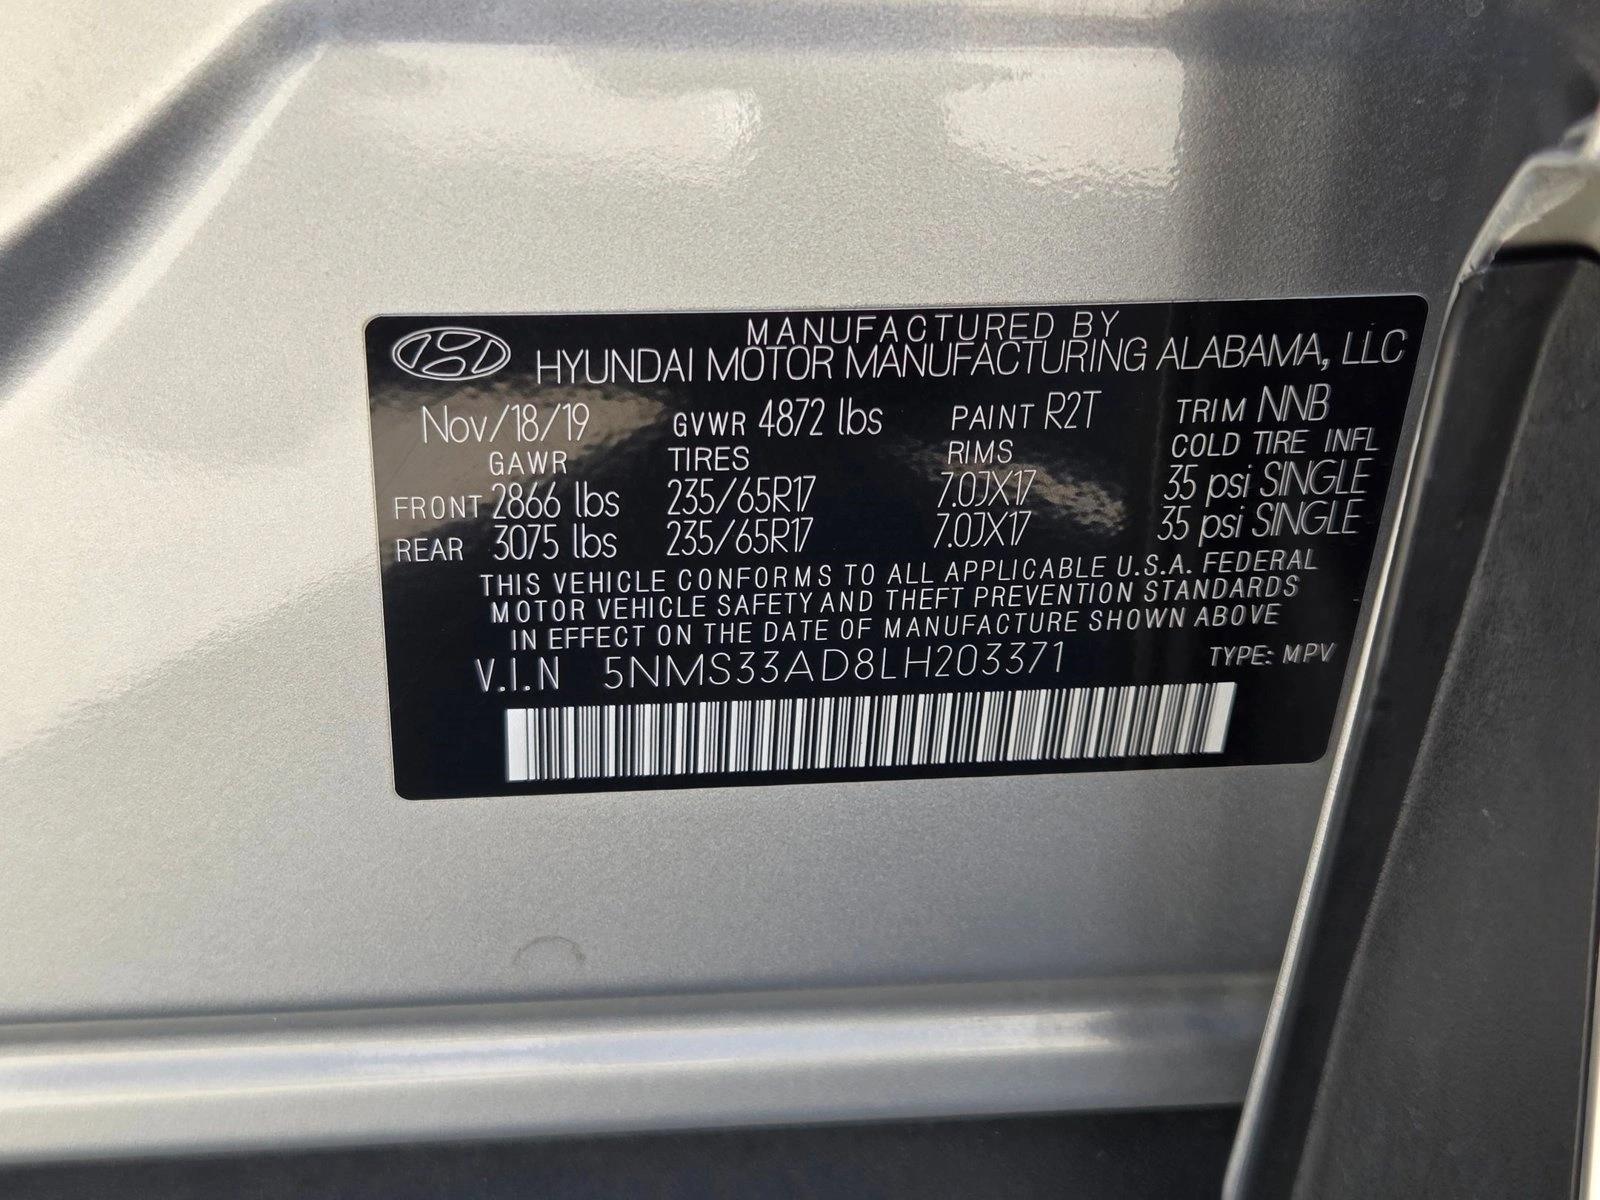 MANUFACTURED BY
HYUNDAI MOTOR MANUFACTURING ALABAMA, LLC
Nov/18/19 GVWR 4872 lbs PAINT R2T TRIM NNB
GAWR TIRES RIMS COLD TIRE INFL
FRONT 2866 lbs 235/65R17 7.0JX17 35 psi SINGLE
REAR 3075 lbs 235/65R17 7.0JX17 35 psi SINGLE
THIS VEHICLE CONFORMS TO ALL APPLICABLE U.S.A. FEDERAL
MOTOR VEHICLE SAFETY AND THEFT PREVENTION STANDARDS
IN EFFECT ON THE DATE OF MANUFACTURE SHOWN ABOVE
V.I.N 5NMS33AD8LH203371 TYPE: MPV